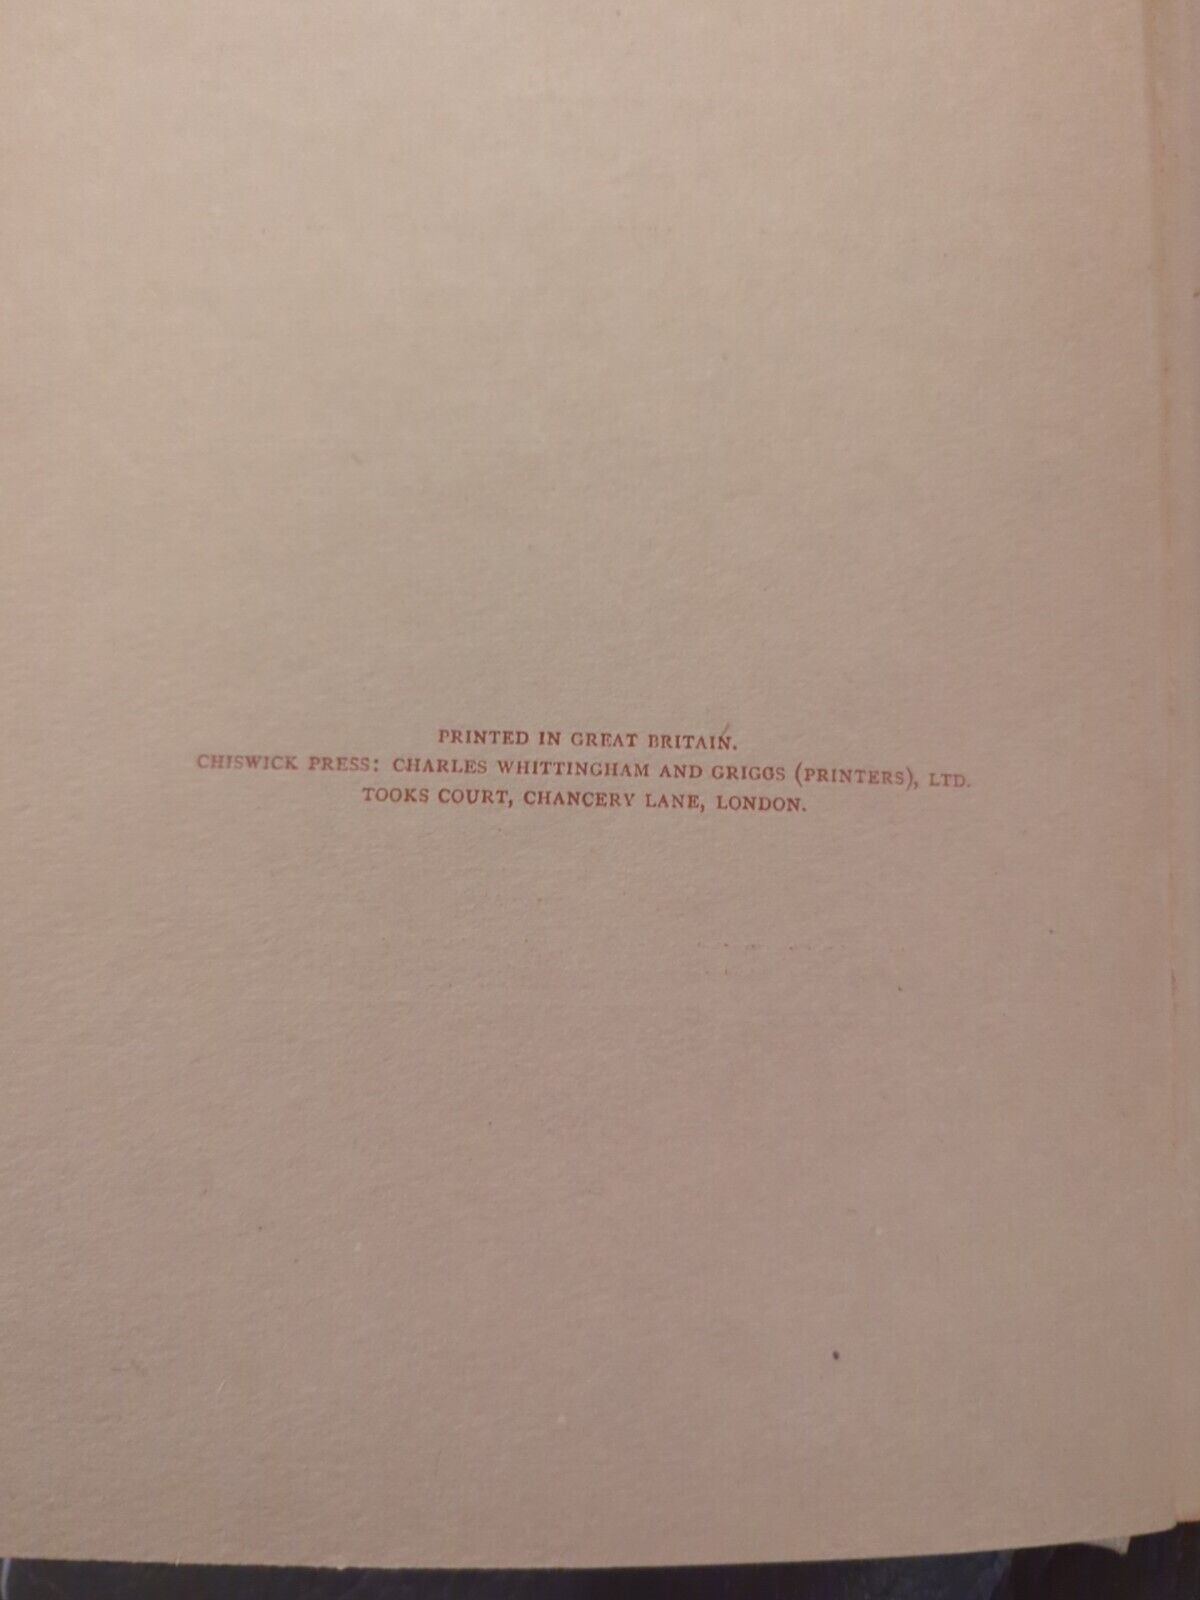 PRINTED IN GREAT BRITAIN.
CHISWICK PRESS: CHARLES WHITTINGHAM AND GRIGGS (PRINTERS), LTD.
TOOKS COURT, CHANCERY LANE, LONDON.